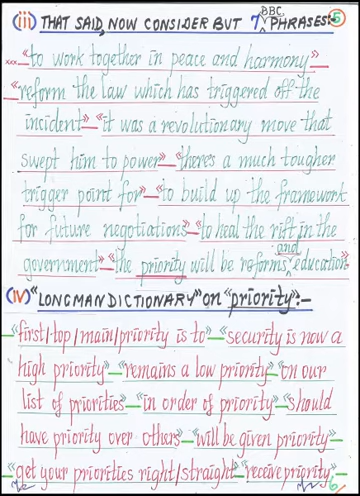 (iii) THAT SAID, NOW CONSIDER BUT 7 BBC PHRASES:- 5
...“to work together in peace and harmony”
—“reform the law which has triggered off the
incident”—“it was a revolutionary move that
swept him to power”—“there's a much tougher
trigger point for”—“to build up the framework
for future negotiations”—“to heal the rift in the
government”—“the priority will be reforms and education”-
(iv) “LONGMAN DICTIONARY” on “priority”:-
—“first/top/main/priority is to”—“security is now a
high priority”—“remains a low priority”—“on our
list of priorities”—“in order of priority”—“should
have priority over others”—“will be given priority”—
—“get your priorities right/straight”—“receive priority”—
6